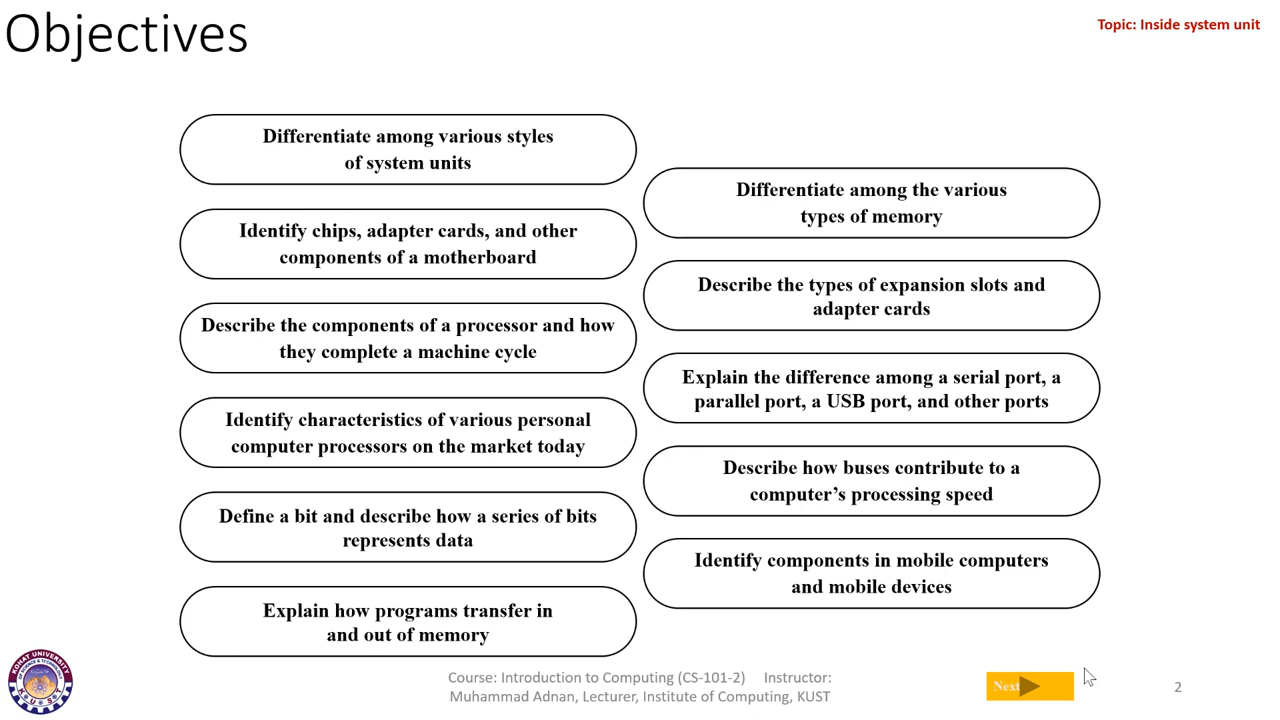 Objectives
Topic: Inside system unit
Differentiate among various styles
of system units
Identify chips, adapter cards, and other
components of a motherboard
Describe the components of a processor and how
they complete a machine cycle
Identify characteristics of various personal
computer processors on the market today
Define a bit and describe how a series of bits
represents data
Explain how programs transfer in
and out of memory
Differentiate among the various
types of memory
Describe the types of expansion slots and
adapter cards
Explain the difference among a serial port, a
parallel port, a USB port, and other ports
Describe how buses contribute to a
computer’s processing speed
Identify components in mobile computers
and mobile devices
KOHAT UNIVERSITY
OF SCIENCE & TECHNOLOGY
K U S T
Course: Introduction to Computing (CS-101-2) Instructor:
Muhammad Adnan, Lecturer, Institute of Computing, KUST
Next
2